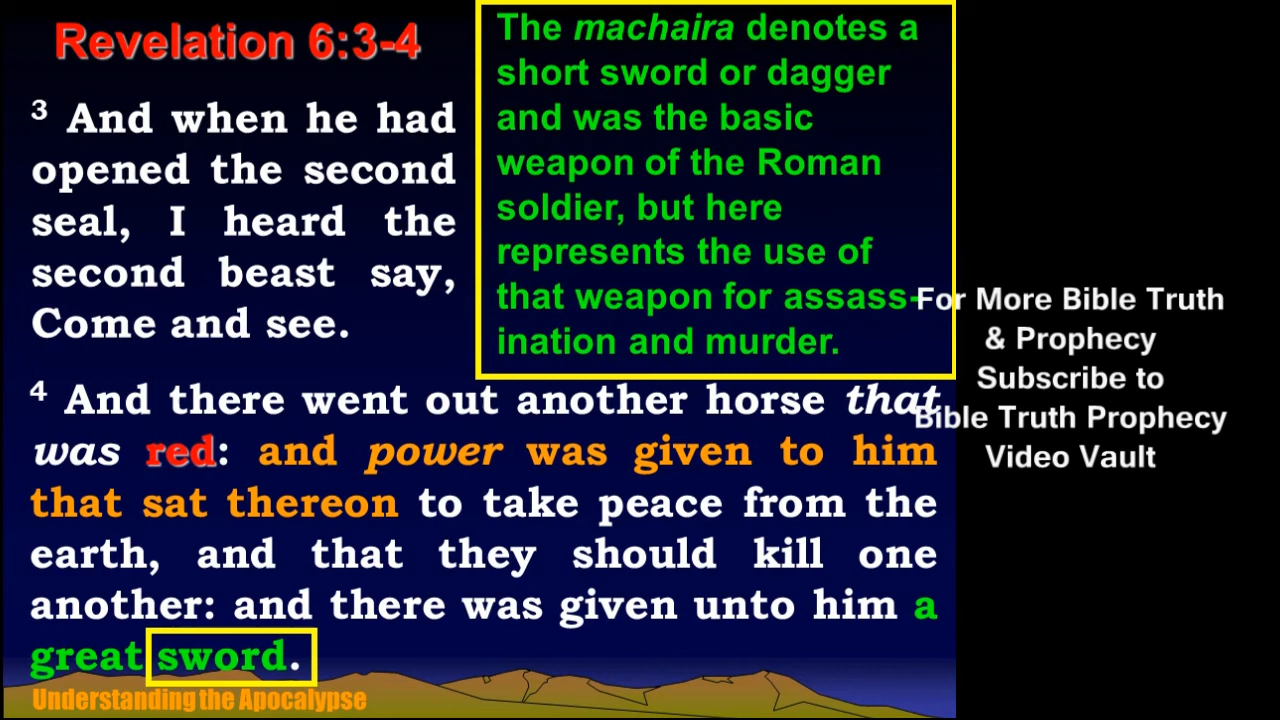 Revelation 6:3-4
3 And when he had
opened the second
seal, I heard the
second beast say,
Come and see.
The machaira denotes a
short sword or dagger
and was the basic
weapon of the Roman
soldier, but here
represents the use of
that weapon for assass-
ination and murder.
4 And there went out another horse that
was red: and power was given to him
that sat thereon to take peace from the
earth, and that they should kill one
another: and there was given unto him a
great sword.
Understanding the Apocalypse
For More Bible Truth
& Prophecy
Subscribe to
Bible Truth Prophecy
Video Vault